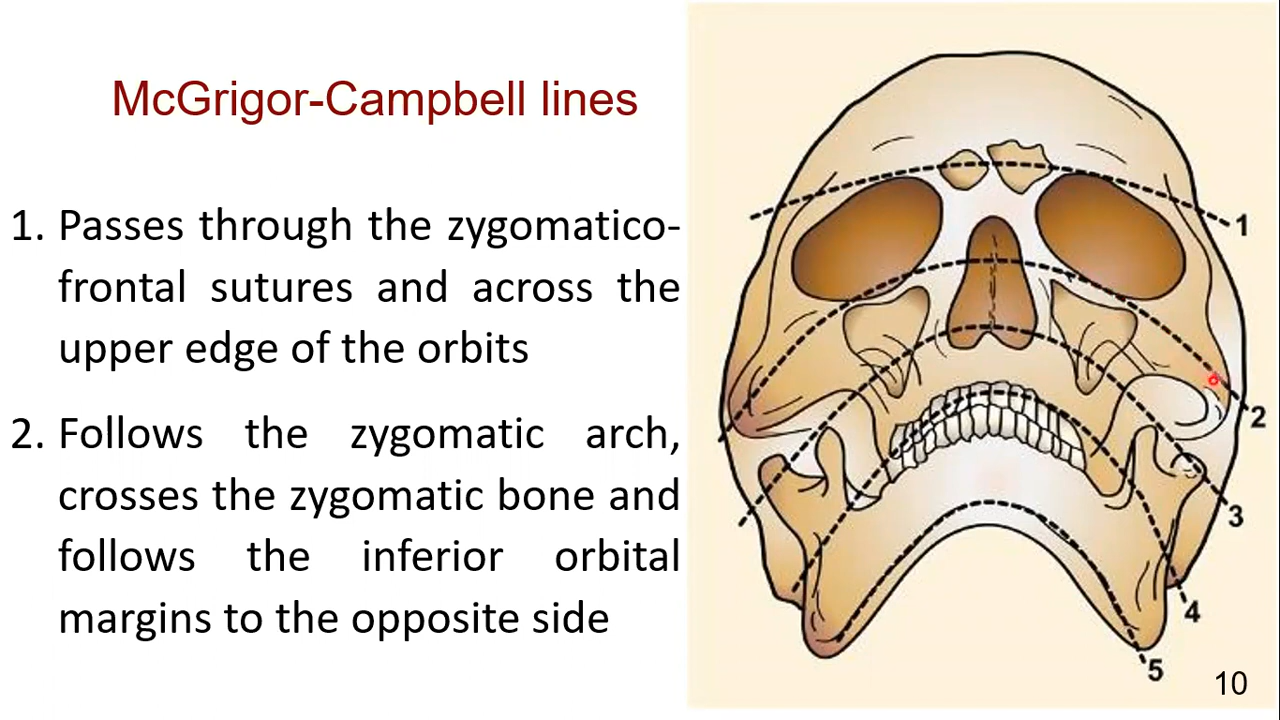 McGrigor-Campbell lines
1. Passes through the zygomatico-
frontal sutures and across the
upper edge of the orbits
2. Follows the zygomatic arch,
crosses the zygomatic bone and
follows the inferior orbital
margins to the opposite side
1
2
3
4
5
10